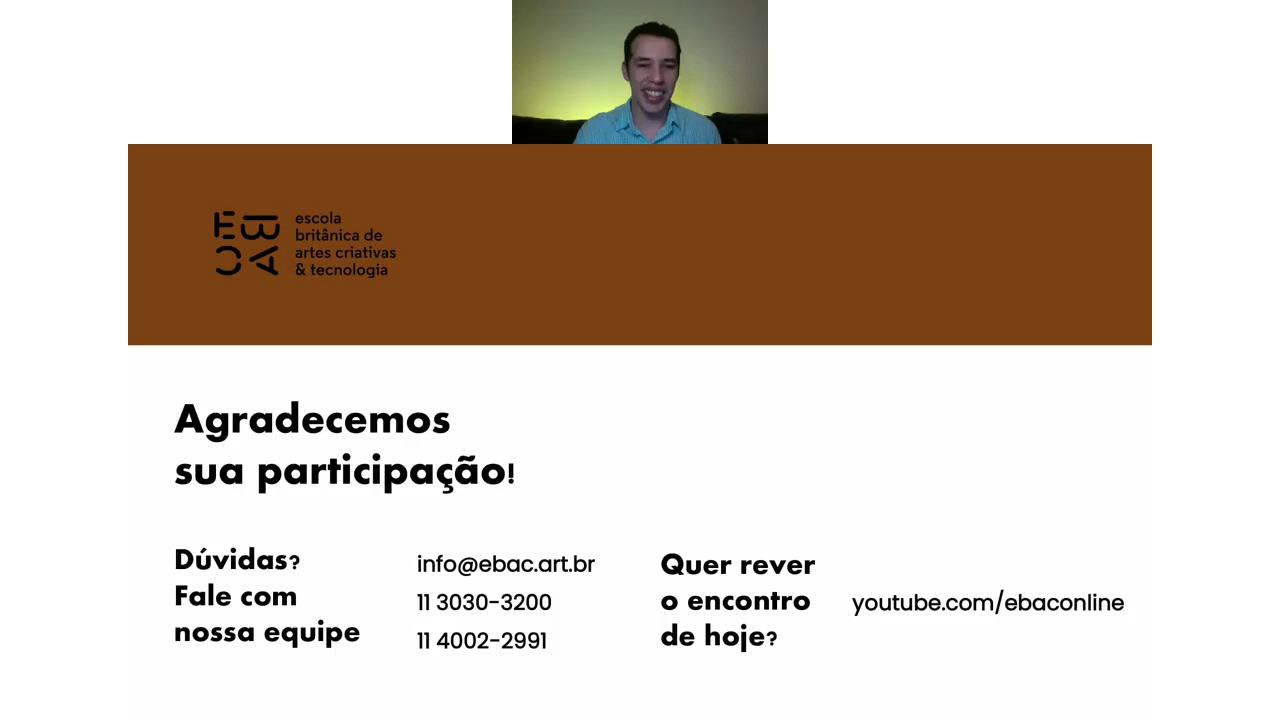 EBAC
escola
britânica de
artes criativas
& tecnologia
Agradecemos
sua participação!
Dúvidas?
Fale com
nossa equipe
info@ebac.art.br
11 3030-3200
11 4002-2991
Quer rever
o encontro
de hoje?
youtube.com/ebaconline